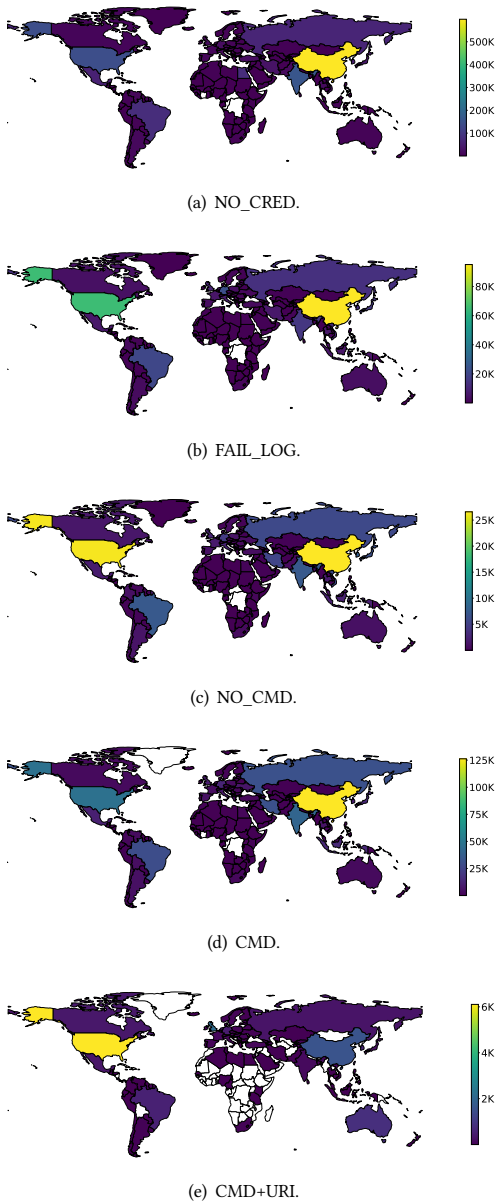 500K
400K
300K
200K
100K
(a) NO_CRED.
80K
60K
40K
20K
(b) FAIL_LOG.
25K
20K
15K
10K
5K
(c) NO_CMD.
125K
100K
75K
50K
25K
(d) CMD.
6K
4K
2K
(e) CMD+URI.